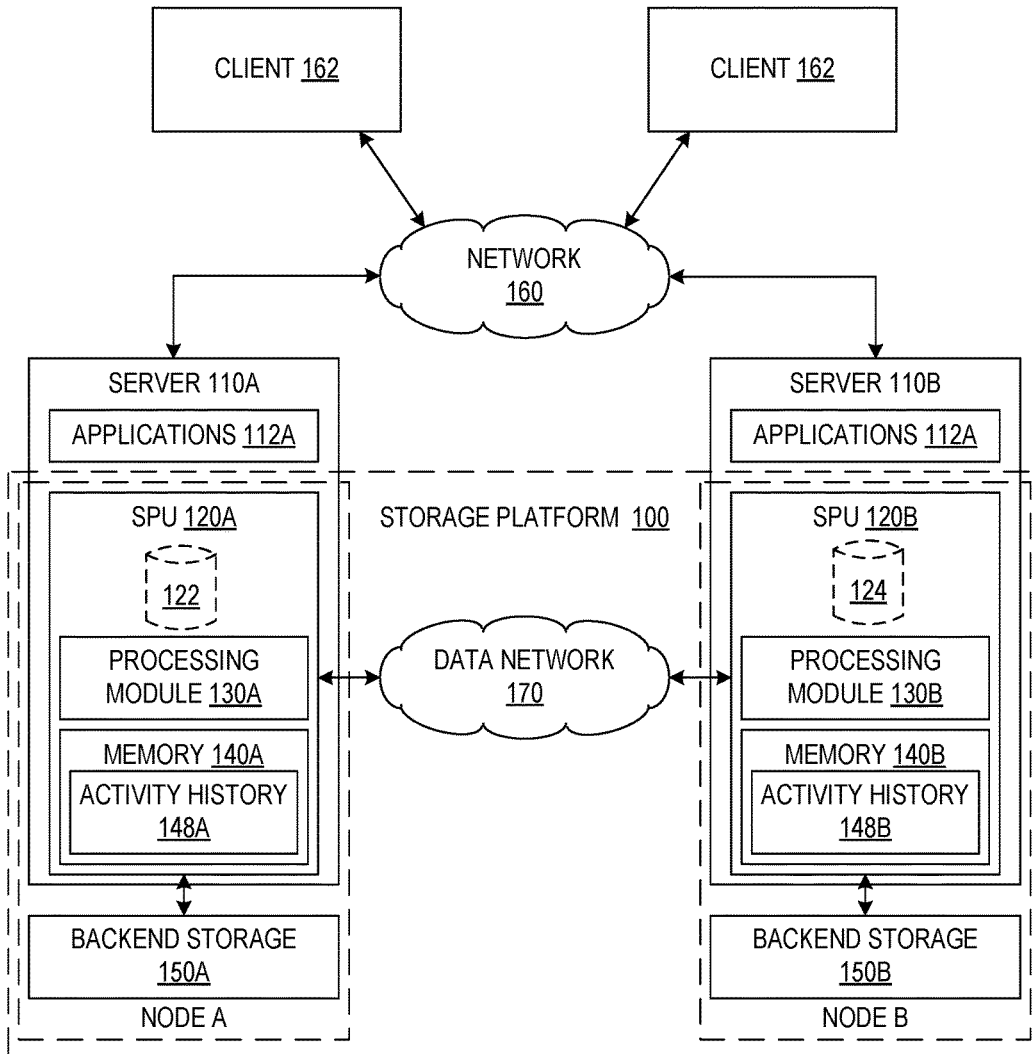 CLIENT 162
CLIENT 162
NETWORK
160
SERVER 110A
APPLICATIONS 112A
SERVER 110B
APPLICATIONS 112A
STORAGE PLATFORM 100
SPU 120A
122
PROCESSING
MODULE 130A
MEMORY 140A
ACTIVITY HISTORY
148A
DATA NETWORK
170
SPU 120B
124
PROCESSING
MODULE 130B
MEMORY 140B
ACTIVITY HISTORY
148B
BACKEND STORAGE
150A
NODE A
BACKEND STORAGE
150B
NODE B